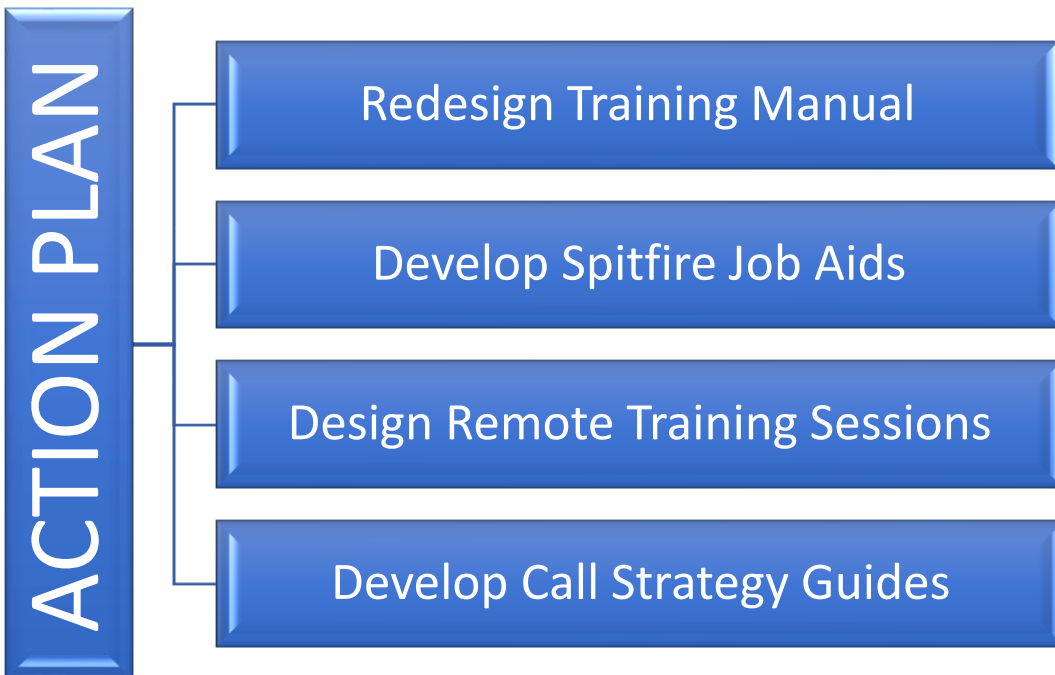 ACTION PLAN
Redesign Training Manual
Develop Spitfire Job Aids
Design Remote Training Sessions
Develop Call Strategy Guides